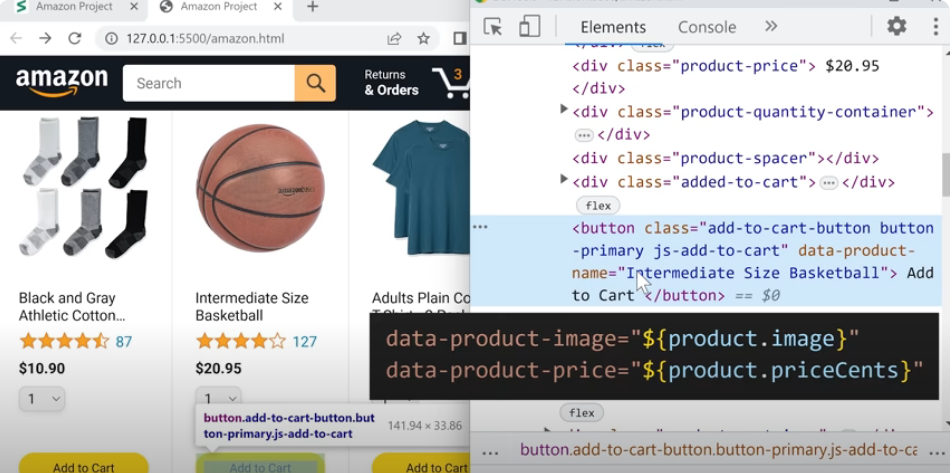 Amazon Project
Amazon Project
127.0.0.1:5500/amazon.html
amazon
Search
Returns
& Orders
3
Black and Gray
Athletic Cotton...
87
$10.90
1
Intermediate Size
Basketball
127
$20.95
1
Adults Plain Co
button.add-to-cart-button.but
ton-primary.js-add-to-cart
141.94 × 33.86
Add to Cart
Add to Cart
Add to Cart
Elements
Console
</div>
flex
<div class="product-price"> $20.95
</div>
<div class="product-quantity-container">
… </div>
<div class="product-spacer"></div>
<div class="added-to-cart"> … </div>
flex
<button class="add-to-cart-button button
-primary js-add-to-cart" data-product-
name="Intermediate Size Basketball"> Add
to Cart </button> == $0
data-product-image="${product.image}"
data-product-price="${product.priceCents}"
flex
... button.add-to-cart-button.button-primary.js-add-to-ca ...